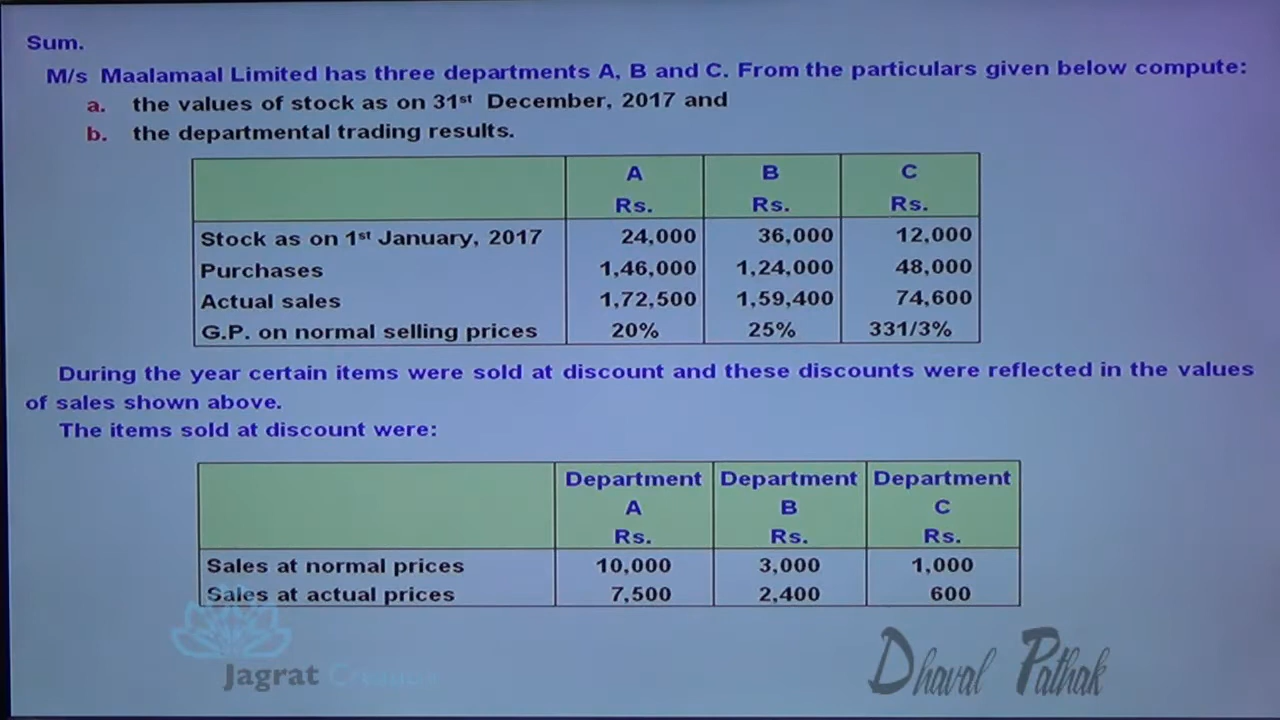 Sum.
M/s Maalamaal Limited has three departments A, B and C. From the particulars given below compute:
a. the values of stock as on 31st December, 2017 and
b. the departmental trading results.
A B C
Rs. Rs. Rs.
Stock as on 1st January, 2017 24,000 36,000 12,000
Purchases 1,46,000 1,24,000 48,000
Actual sales 1,72,500 1,59,400 74,600
G.P. on normal selling prices 20% 25% 331/3%
During the year certain items were sold at discount and these discounts were reflected in the values
of sales shown above.
The items sold at discount were:
Department Department Department
A B C
Rs. Rs. Rs.
Sales at normal prices 10,000 3,000 1,000
Sales at actual prices 7,500 2,400 600
Jagrat
Dhaval Pathak